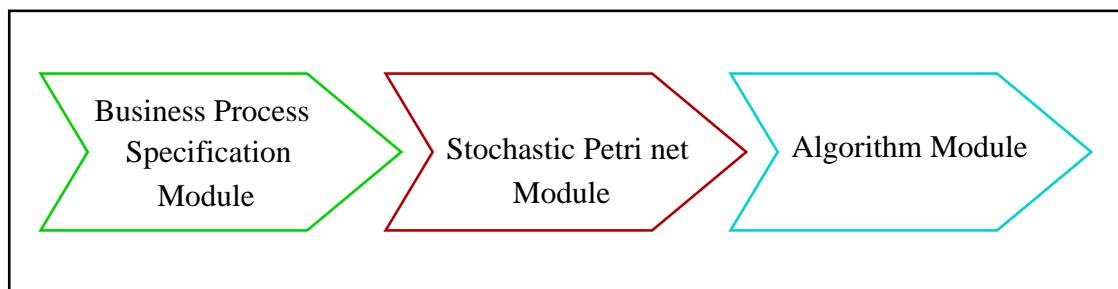 Business Process
Specification
Module
Stochastic Petri net
Module
Algorithm Module